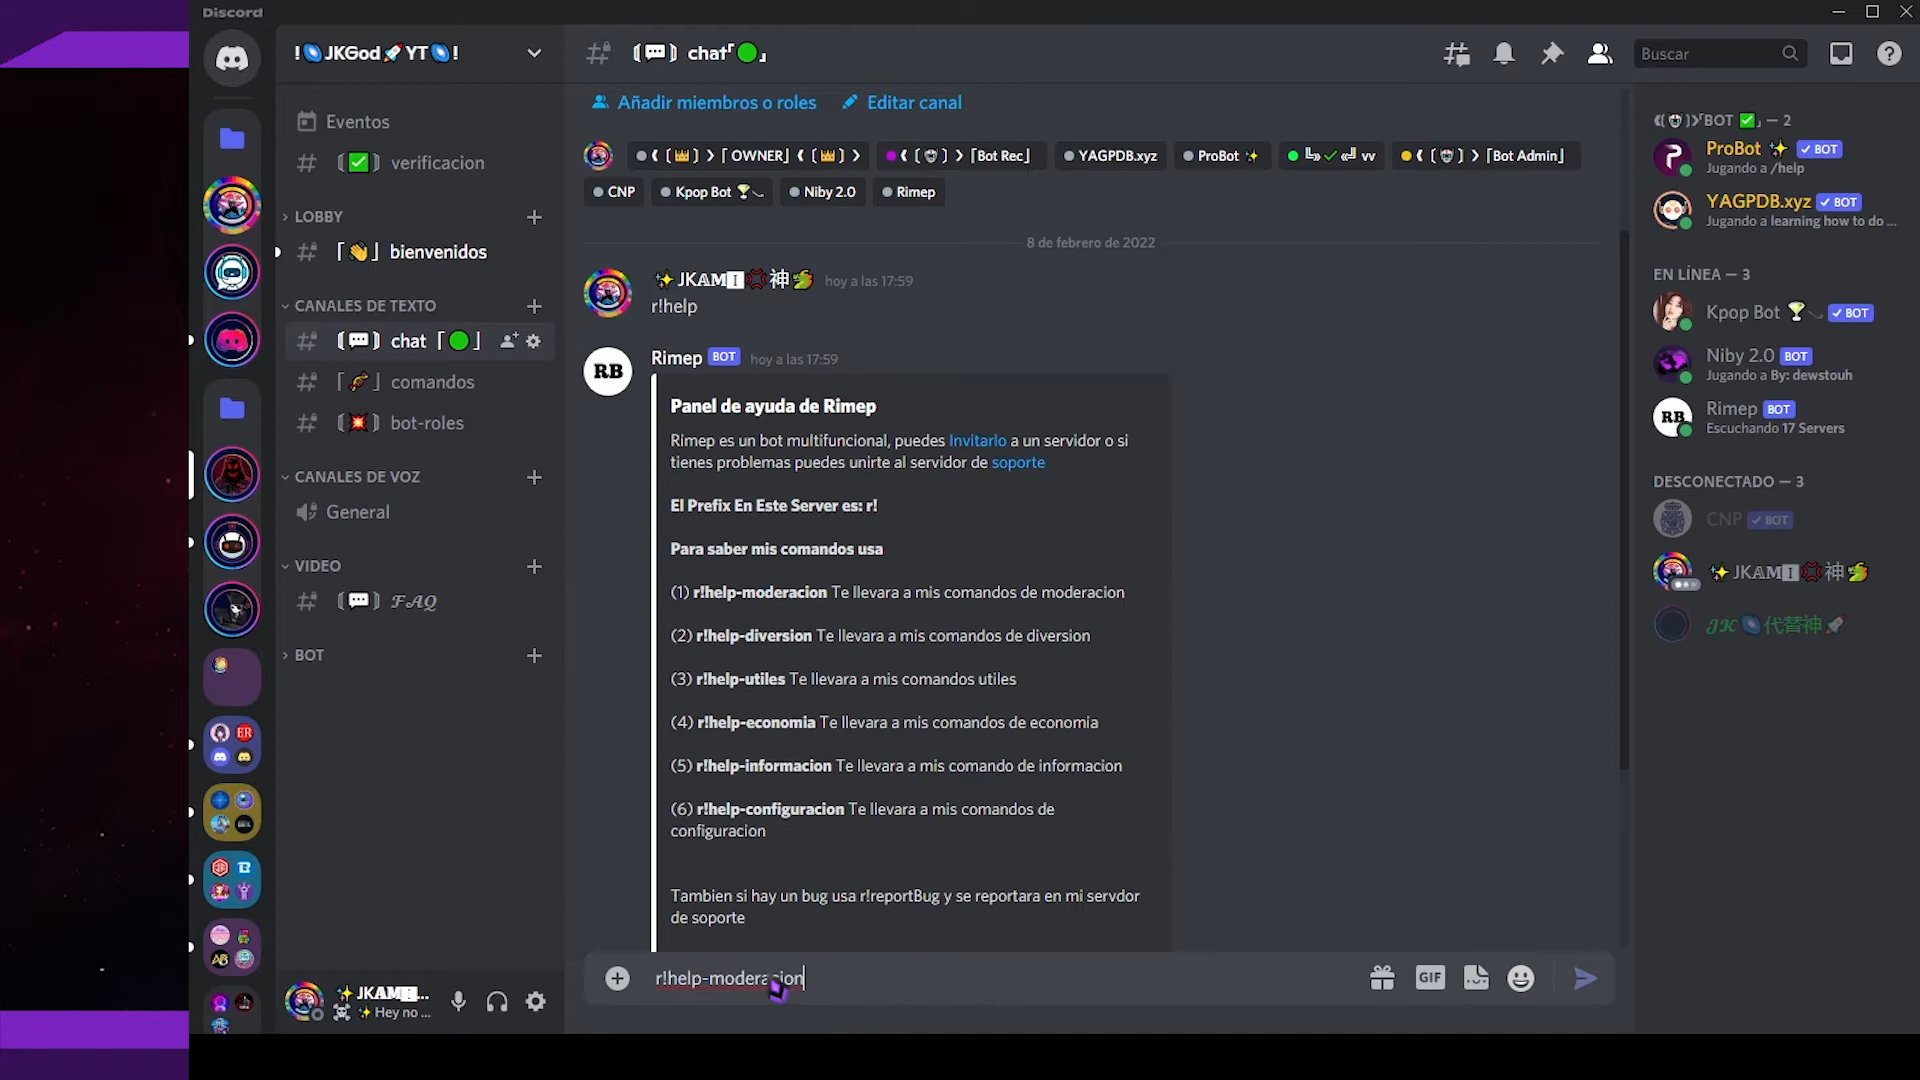 Discord
!🌀JKGod🚀YT🌀!
Eventos
verificacion
LOBBY
「👋」 bienvenidos
CANALES DE TEXTO
chat 「🟢」
comandos
bot-roles
CANALES DE VOZ
General
VIDEO
ℱ𝒜𝒬
BOT
Hey no ...
chat「🟢」
Buscar
Añadir miembros o roles
Editar canal
「OWNER」
「Bot Rec」
YAGPDB.xyz
ProBot ✨
vv
「Bot Admin」
CNP
Kpop Bot 🏆
Niby 2.0
Rimep
8 de febrero de 2022
✨JK𝔸𝐌🅸💢神🐲 hoy a las 17:59
r!help
RB
Rimep BOT hoy a las 17:59
Panel de ayuda de Rimep
Rimep es un bot multifuncional, puedes Invitarlo a un servidor o si
tienes problemas puedes unirte al servidor de soporte
El Prefix En Este Server es: r!
Para saber mis comandos usa
(1) r!help-moderacion Te llevara a mis comandos de moderacion
(2) r!help-diversion Te llevara a mis comandos de diversion
(3) r!help-utiles Te llevara a mis comandos utiles
(4) r!help-economia Te llevara a mis comandos de economia
(5) r!help-informacion Te llevara a mis comando de informacion
(6) r!help-configuracion Te llevara a mis comandos de
configuracion
Tambien si hay un bug usa r!reportBug y se reportara en mi servdor
de soporte
r!help-moderacion
GIF
BOT ✅」 — 2
ProBot ✨ ✓ BOT
Jugando a /help
YAGPDB.xyz ✓ BOT
Jugando a learning how to do ...
EN LÍNEA — 3
Kpop Bot 🏆 ✓ BOT
Niby 2.0 BOT
Jugando a By: dewstouh
RB
Rimep BOT
Escuchando 17 Servers
DESCONECTADO — 3
CNP ✓ BOT
✨JK𝔸𝐌🅸💢神🐲
𝒥𝒦🌀代替神🚀